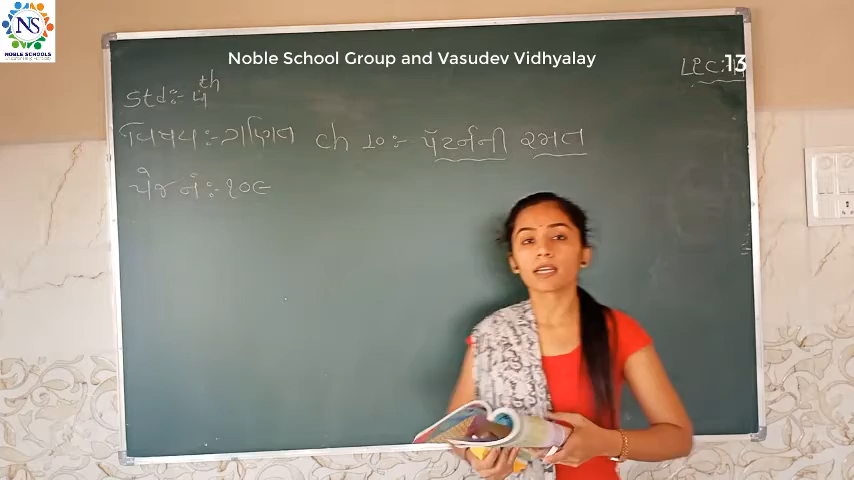 NS
NOBLE SCHOOLS
Noble School Group and Vasudev Vidhyalay
LEC: 13
Std :- ૪th
વિષય :- ગણિત ch ૧૦ :- પૅટર્નની રમત
પેજ નં :- ૧૦૯